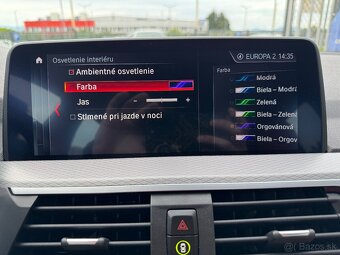 Osvetlenie interiéru
EUROPA 2 14:35
Ambientné osvetlenie
Farba
Jas
- +
Stlmené pri jazde v noci
Farba
Modrá
Biela – Modrá
Zelená
Biela – Zelená
Orgovánová
Biela – Orgov
bazos.sk